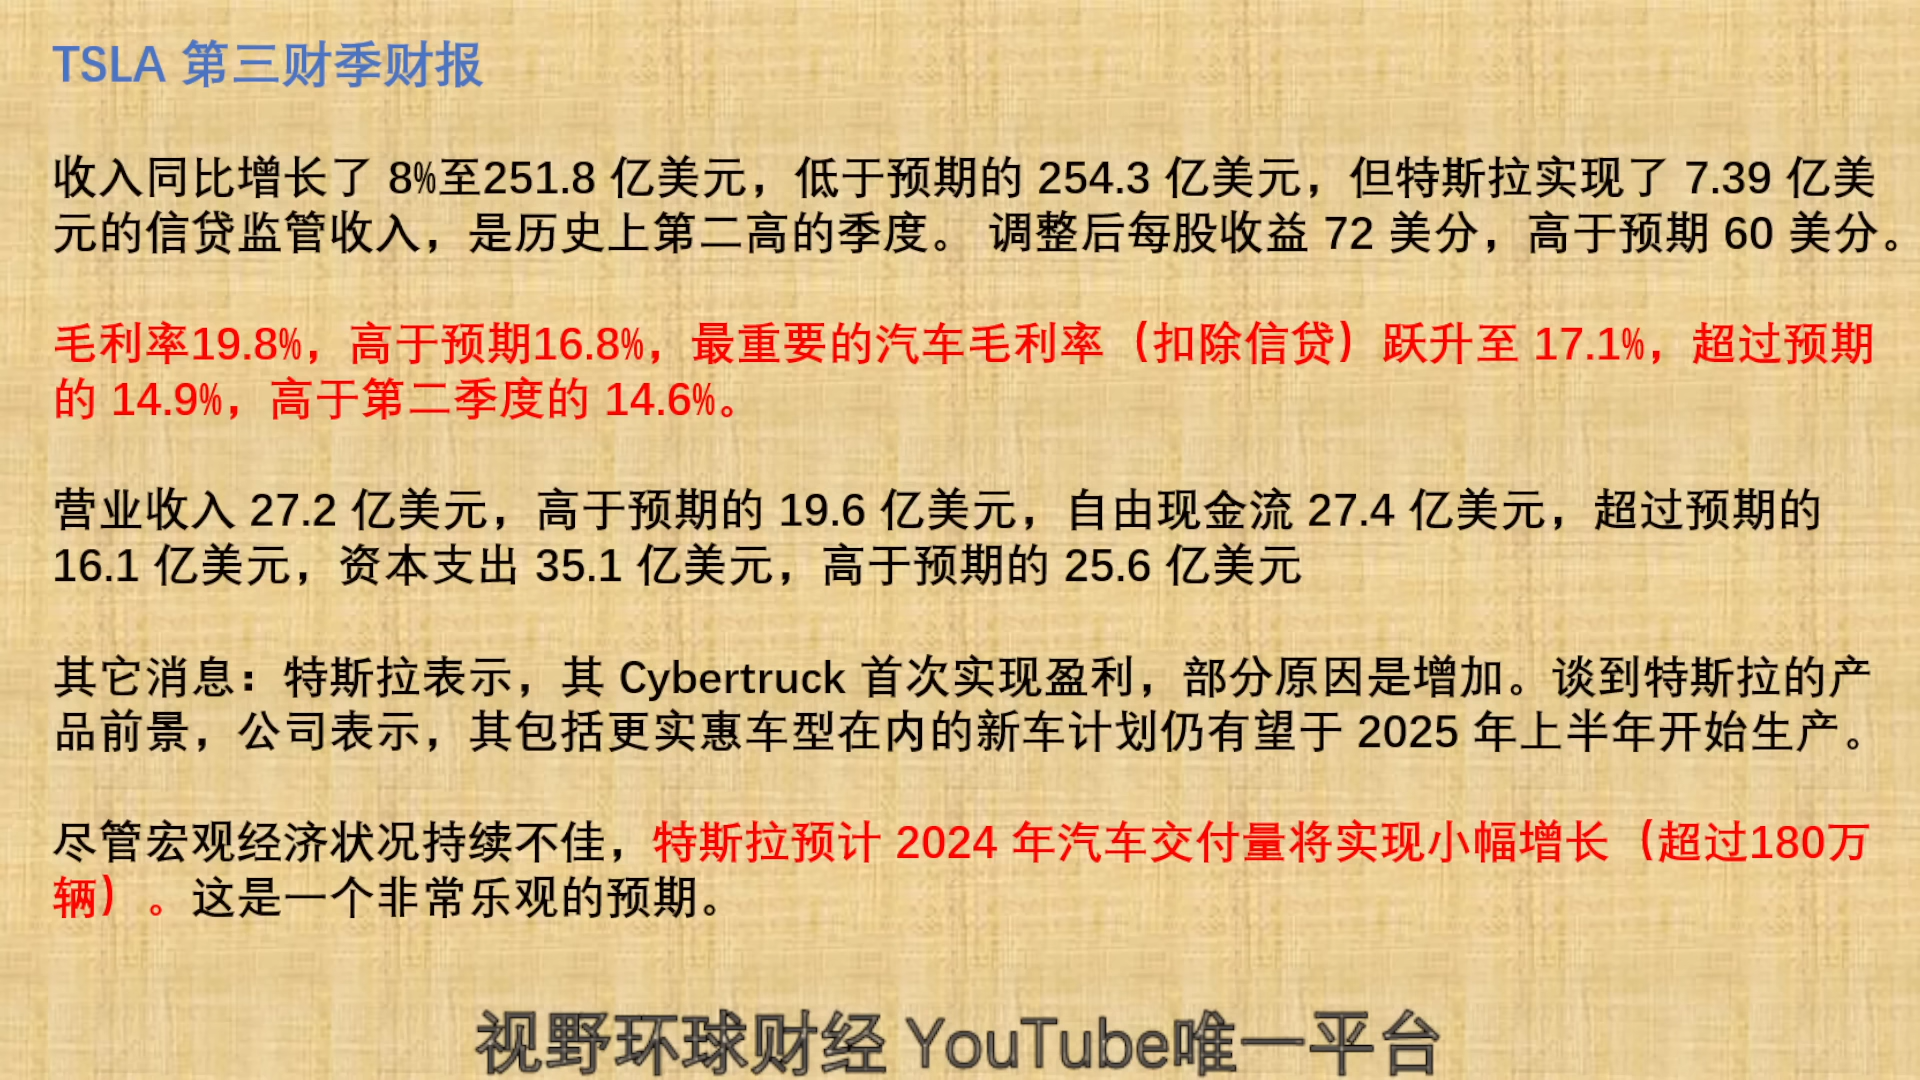 TSLA 第三财季财报
收入同比增长了 8%至251.8 亿美元，低于预期的 254.3 亿美元，但特斯拉实现了 7.39 亿美
元的信贷监管收入，是历史上第二高的季度。 调整后每股收益 72 美分，高于预期 60 美分。
毛利率19.8%，高于预期16.8%，最重要的汽车毛利率（扣除信贷）跃升至 17.1%，超过预期
的 14.9%，高于第二季度的 14.6%。
营业收入 27.2 亿美元，高于预期的 19.6 亿美元，自由现金流 27.4 亿美元，超过预期的
16.1 亿美元，资本支出 35.1 亿美元，高于预期的 25.6 亿美元
其它消息：特斯拉表示，其 Cybertruck 首次实现盈利，部分原因是增加。谈到特斯拉的产
品前景，公司表示，其包括更实惠车型在内的新车计划仍有望于 2025 年上半年开始生产。
尽管宏观经济状况持续不佳，特斯拉预计 2024 年汽车交付量将实现小幅增长（超过180万
辆）。这是一个非常乐观的预期。
视野环球财经 YouTube唯一平台